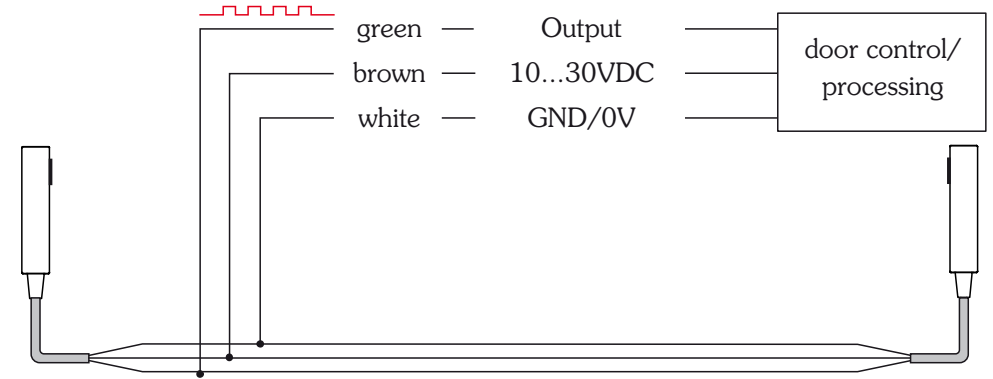 green — Output
brown — 10...30VDC
white — GND/0V
door control/
processing